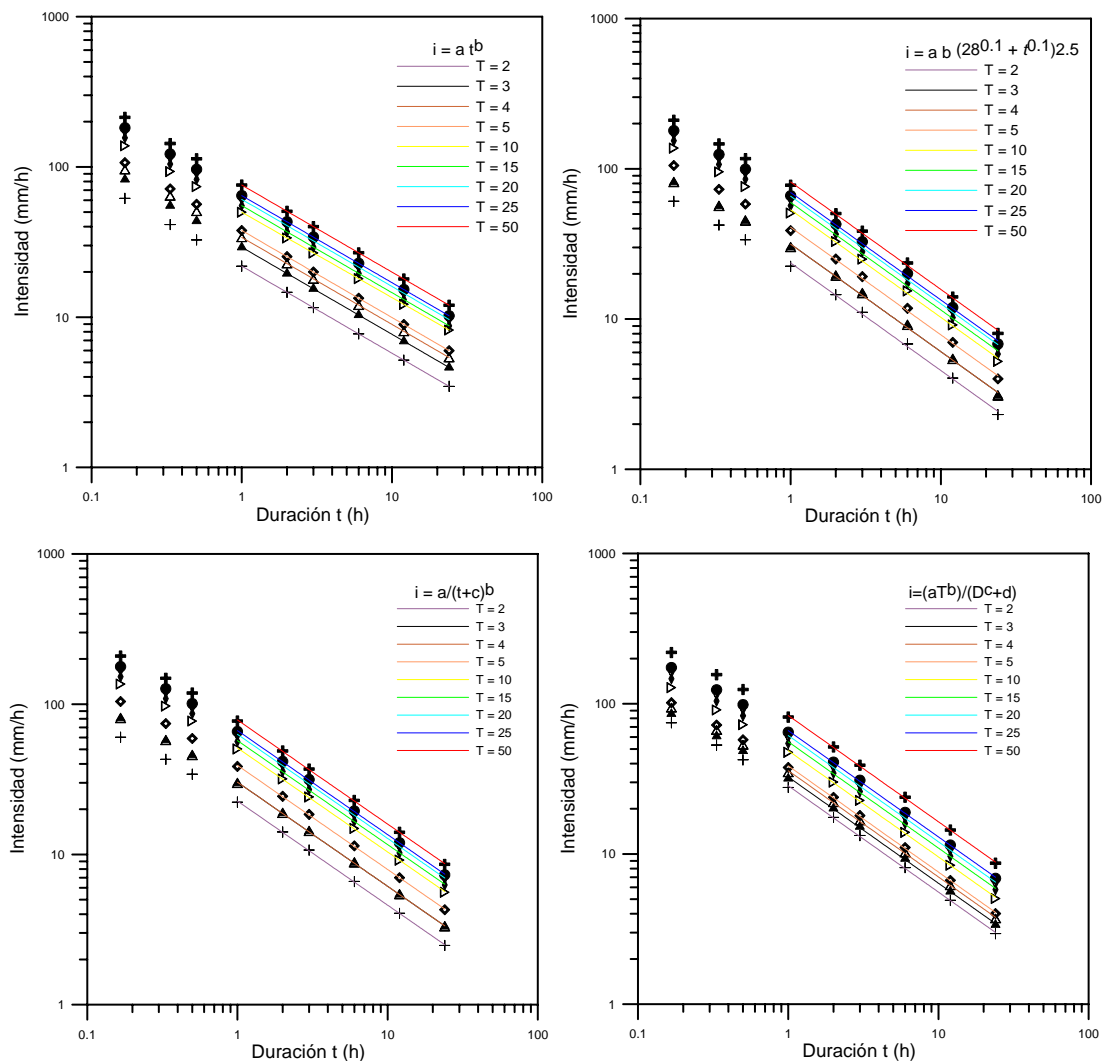 1000
100
10
1
Intensidad (mm/h)
0.1 1 10 100
Duración t (h)
i = a tb
T = 2
T = 3
T = 4
T = 5
T = 10
T = 15
T = 20
T = 25
T = 50
1000
100
10
1
Intensidad (mm/h)
0.1 1 10 100
Duración t (h)
i = a b (28^0.1 + t^0.1)2.5
T = 2
T = 3
T = 4
T = 5
T = 10
T = 15
T = 20
T = 25
T = 50
1000
100
10
1
Intensidad (mm/h)
0.1 1 10 100
Duración t (h)
i = a/(t+c)b
T = 2
T = 3
T = 4
T = 5
T = 10
T = 15
T = 20
T = 25
T = 50
1000
100
10
1
Intensidad (mm/h)
0.1 1 10 100
Duración t (h)
i=(aTb)/(Dc+d)
T = 2
T = 3
T = 4
T = 5
T = 10
T = 15
T = 20
T = 25
T = 50